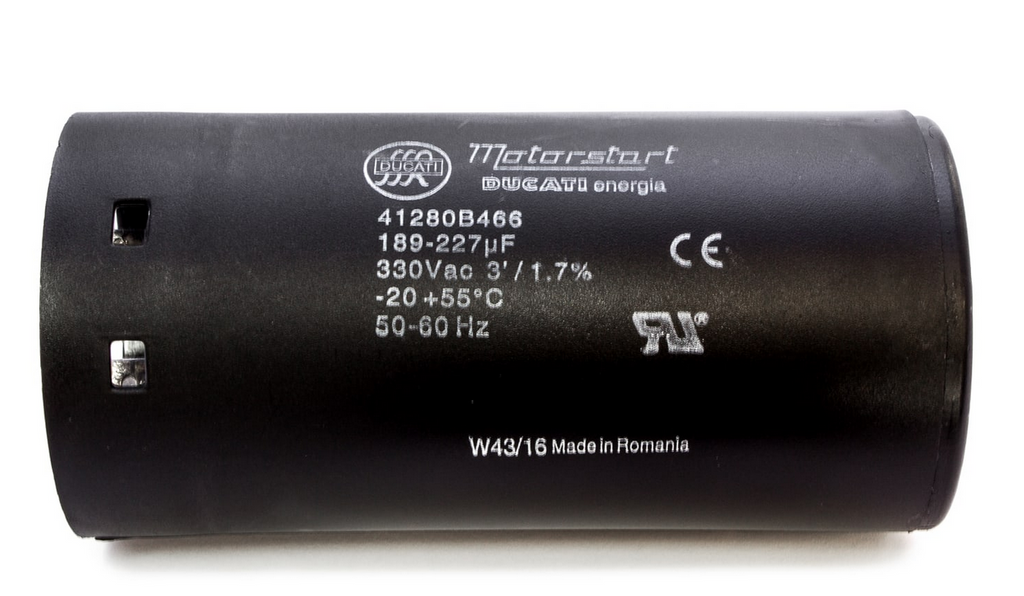 DUCATI
Motorstart
DUCATI energia
41280B466
189-227µF
330Vac 3'/1.7%
-20 +55°C
50-60 Hz
CE
RU®
W43/16 Made in Romania